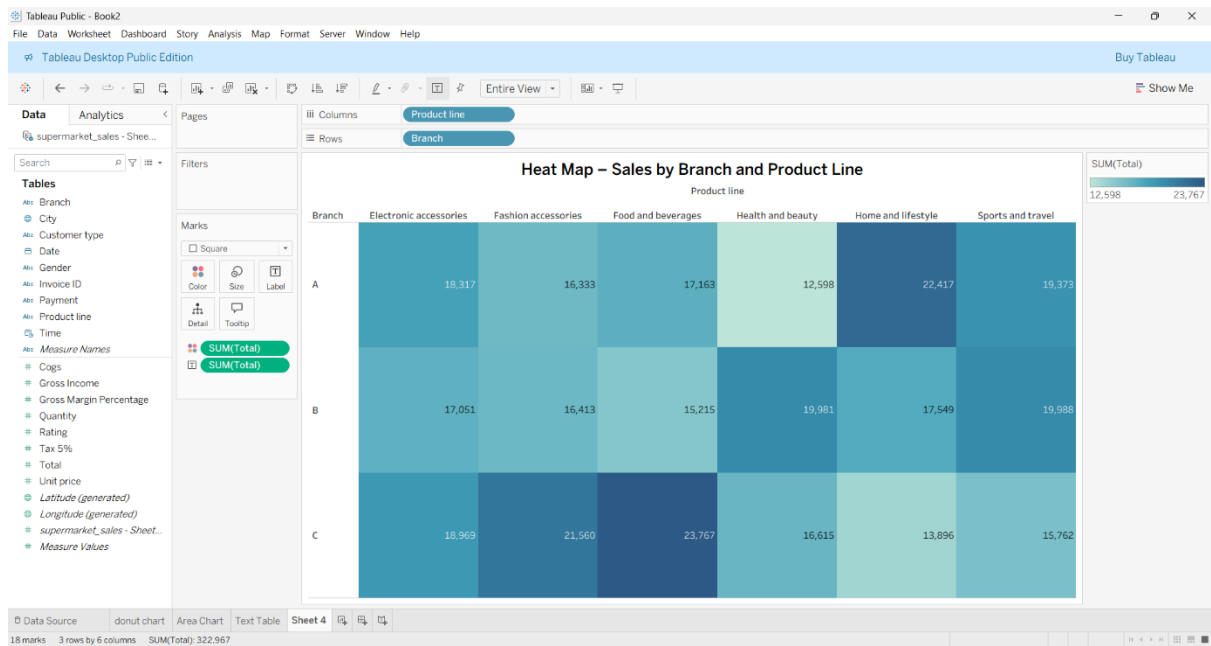 Tableau Public - Book2
File Data Worksheet Dashboard Story Analysis Map Format Server Window Help
Tableau Desktop Public Edition
Buy Tableau
Entire View
Show Me
Data Analytics
supermarket_sales - Shee...
Search
Tables
Abc Branch
City
Abc Customer type
Date
Abc Gender
Abc Invoice ID
Abc Payment
Abc Product line
Time
Abc Measure Names
# Cogs
# Gross Income
# Gross Margin Percentage
# Quantity
# Rating
# Tax 5%
# Total
# Unit price
Latitude (generated)
Longitude (generated)
# supermarket_sales - Sheet...
# Measure Values
Pages
Filters
Marks
Square
Color Size Label
Detail Tooltip
SUM(Total)
SUM(Total)
Columns Product line
Rows Branch
Heat Map – Sales by Branch and Product Line
Product line
Branch Electronic accessories Fashion accessories Food and beverages Health and beauty Home and lifestyle Sports and travel
A 18,317 16,333 17,163 12,598 22,417 19,373
B 17,051 16,413 15,215 19,981 17,549 19,988
C 18,969 21,560 23,767 16,615 13,896 15,762
SUM(Total)
12,598 23,767
Data Source donut chart Area Chart Text Table Sheet 4
18 marks 3 rows by 6 columns SUM(Total): 322,967